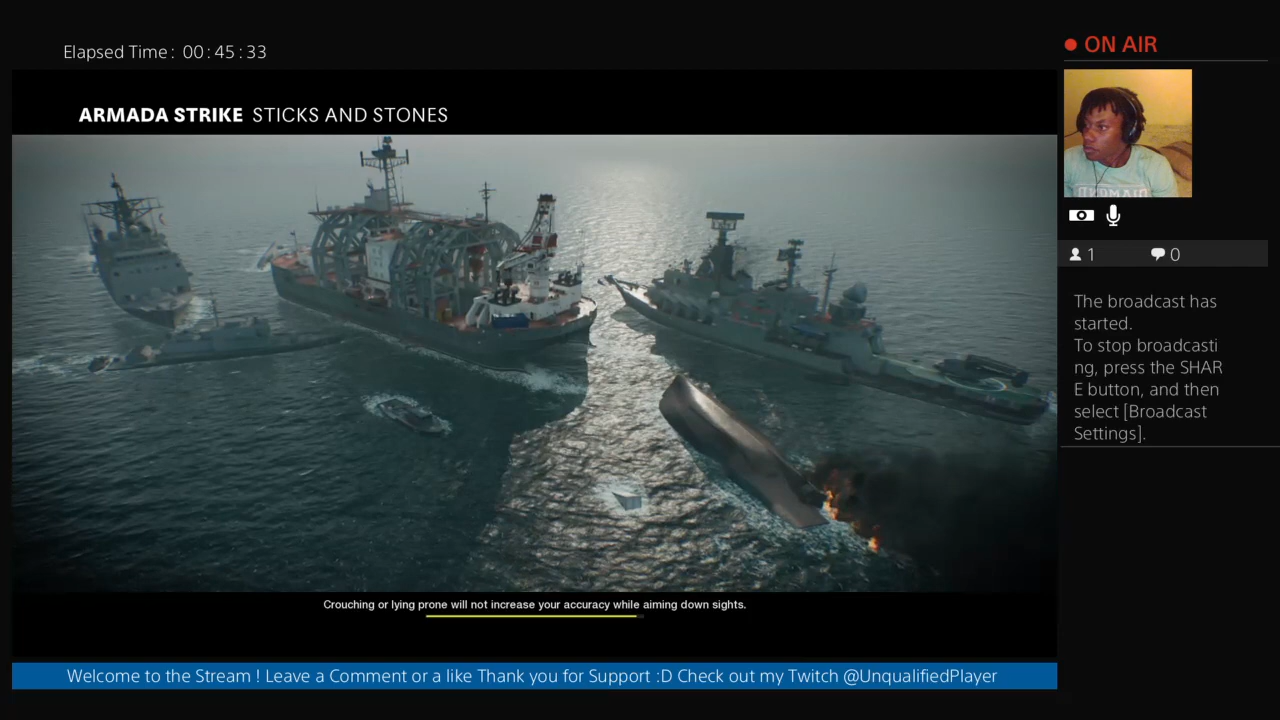 Elapsed Time: 00:45:33
ON AIR
ARMADA STRIKE STICKS AND STONES
1 0
The broadcast has
started.
To stop broadcasti
ng, press the SHAR
E button, and then
select [Broadcast
Settings].
Crouching or lying prone will not increase your accuracy while aiming down sights.
Welcome to the Stream ! Leave a Comment or a like Thank you for Support :D Check out my Twitch @UnqualifiedPlayer